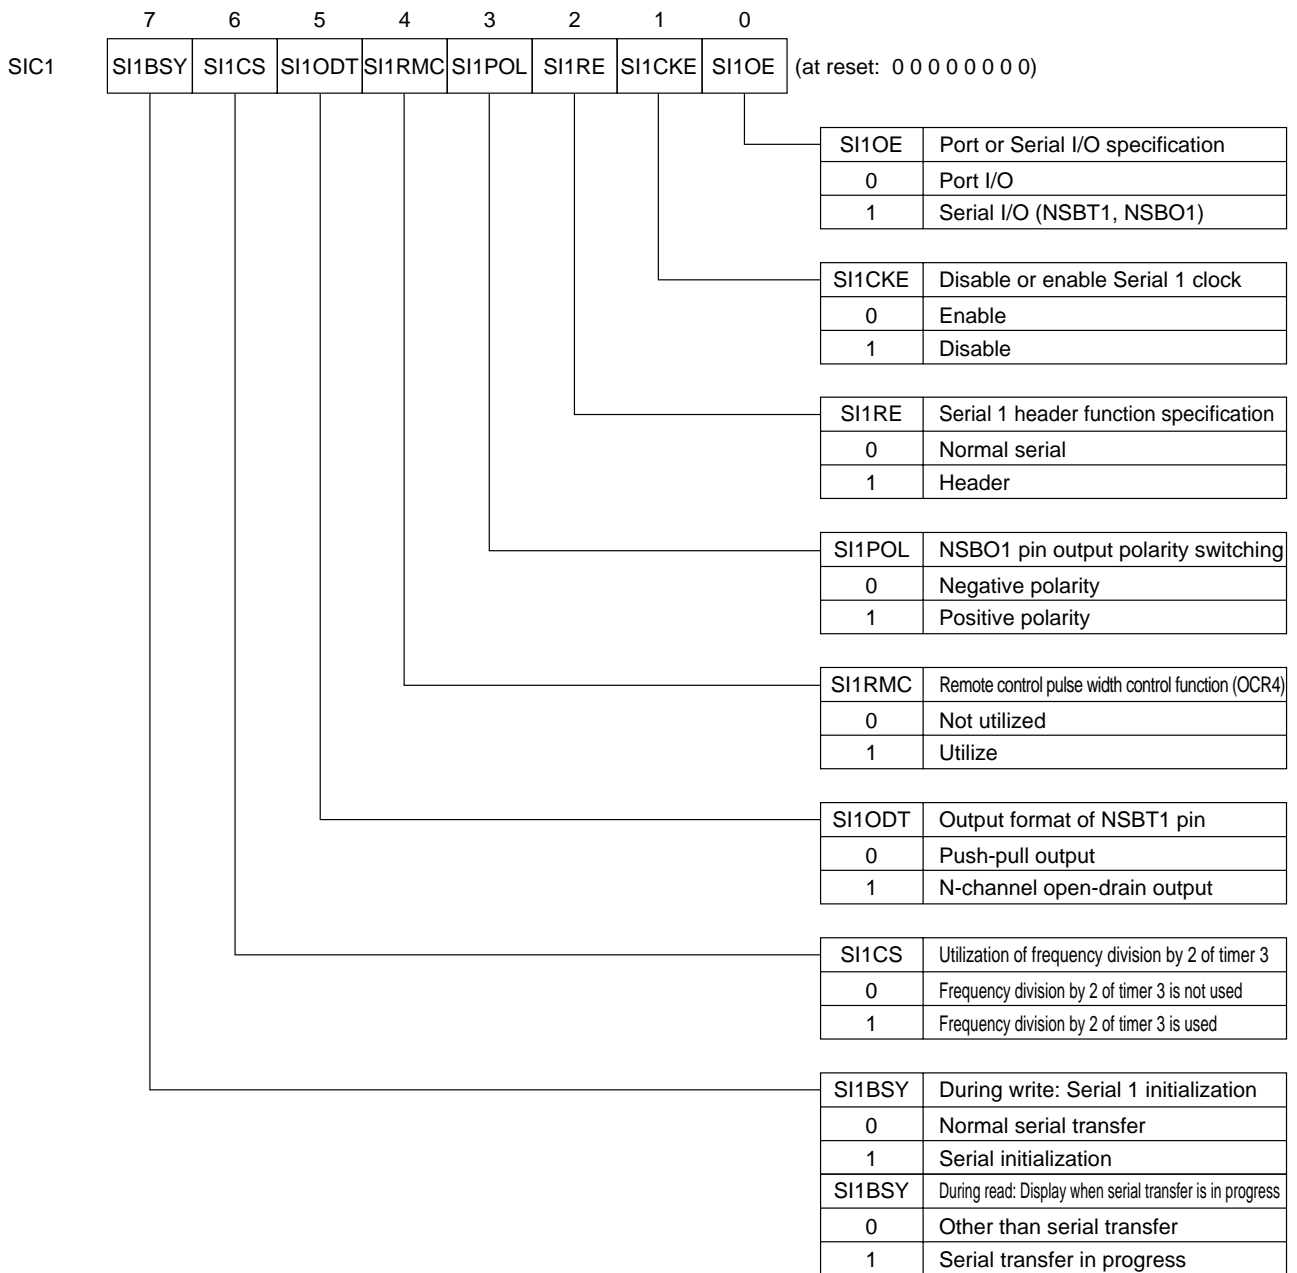 7 6 5 4 3 2 1 0
SIC1 SI1BSY SI1CS SI1ODT SI1RMC SI1POL SI1RE SI1CKE SI1OE (at reset: 0 0 0 0 0 0 0 0)
SI1OE Port or Serial I/O specification
0 Port I/O
1 Serial I/O (NSBT1, NSBO1)
SI1CKE Disable or enable Serial 1 clock
0 Enable
1 Disable
SI1RE Serial 1 header function specification
0 Normal serial
1 Header
SI1POL NSBO1 pin output polarity switching
0 Negative polarity
1 Positive polarity
SI1RMC Remote control pulse width control function (OCR4)
0 Not utilized
1 Utilize
SI1ODT Output format of NSBT1 pin
0 Push-pull output
1 N-channel open-drain output
SI1CS Utilization of frequency division by 2 of timer 3
0 Frequency division by 2 of timer 3 is not used
1 Frequency division by 2 of timer 3 is used
SI1BSY During write: Serial 1 initialization
0 Normal serial transfer
1 Serial initialization
SI1BSY During read: Display when serial transfer is in progress
0 Other than serial transfer
1 Serial transfer in progress